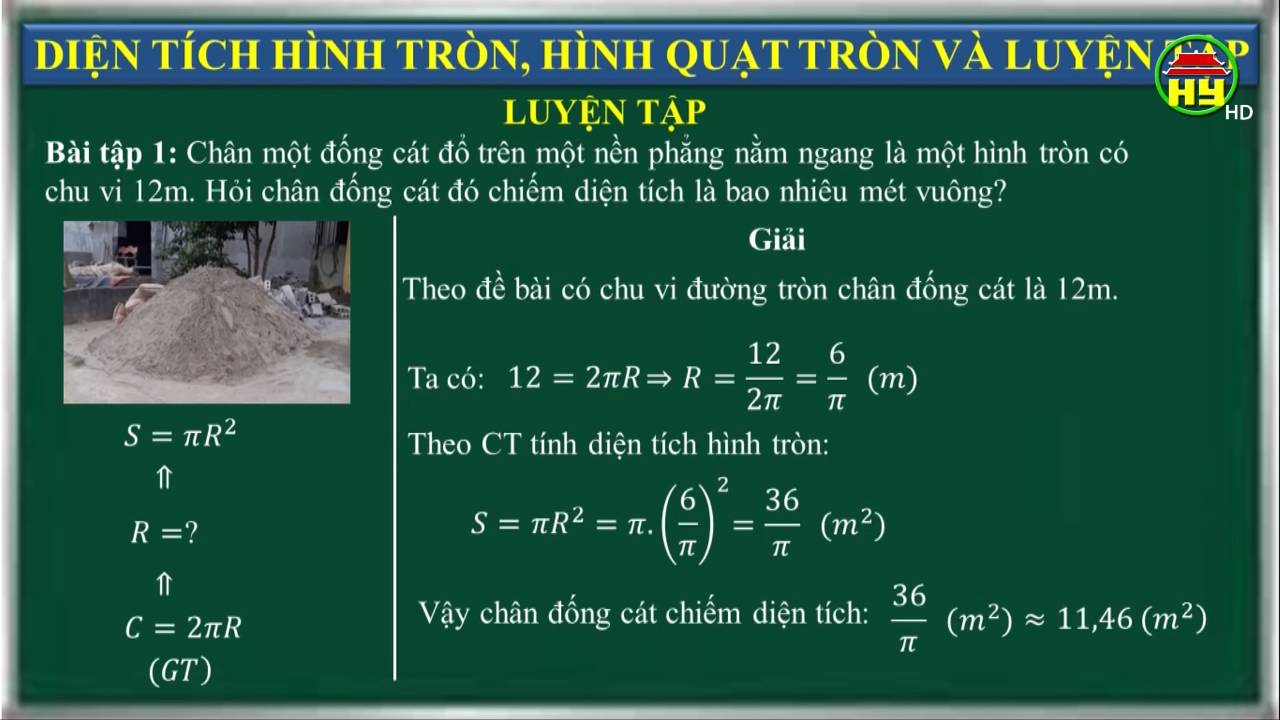 DIỆN TÍCH HÌNH TRÒN, HÌNH QUẠT TRÒN VÀ LUYỆN TẬP
HY
HD
LUYỆN TẬP
Bài tập 1: Chân một đống cát đổ trên một nền phẳng nằm ngang là một hình tròn có
chu vi 12m. Hỏi chân đống cát đó chiếm diện tích là bao nhiêu mét vuông?
S = πR²
⇑
R =?
⇑
C = 2πR
(GT)
Giải
Theo đề bài có chu vi đường tròn chân đống cát là 12m.
Ta có: 12 = 2πR ⇒ R = 12/2π = 6/π (m)
Theo CT tính diện tích hình tròn:
S = πR² = π.(6/π)² = 36/π (m²)
Vậy chân đống cát chiếm diện tích: 36/π (m²) ≈ 11,46 (m²)